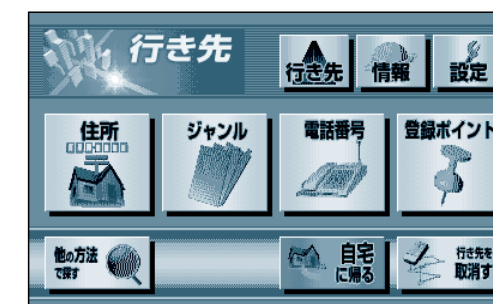 行き先
行き先
情報
設定
住所
ジャンル
電話番号
登録ポイント
他の方法
で探す
自宅
に帰る
行き先を
取消す